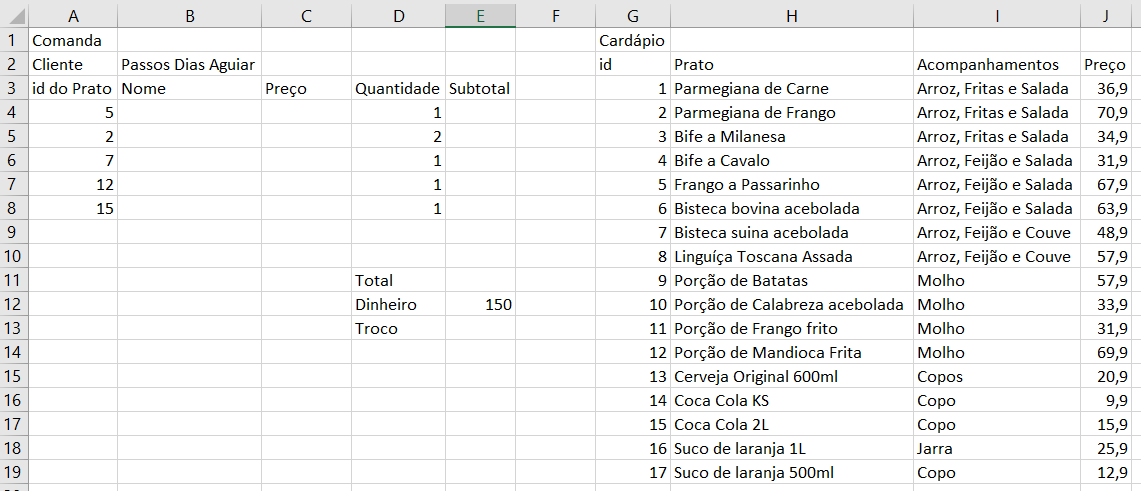 A B C D E F G H I J
1 Comanda Cardápio
2 Cliente Passos Dias Aguiar id Prato Acompanhamentos Preço
3 id do Prato Nome Preço Quantidade Subtotal 1 Parmegiana de Carne Arroz, Fritas e Salada 36,9
4 5 1 2 Parmegiana de Frango Arroz, Fritas e Salada 70,9
5 2 2 3 Bife a Milanesa Arroz, Fritas e Salada 34,9
6 7 1 4 Bife a Cavalo Arroz, Feijão e Salada 31,9
7 12 1 5 Frango a Passarinho Arroz, Feijão e Salada 67,9
8 15 1 6 Bisteca bovina acebolada Arroz, Feijão e Salada 63,9
9 7 Bisteca suina acebolada Arroz, Feijão e Couve 48,9
10 8 Linguíça Toscana Assada Arroz, Feijão e Couve 57,9
11 Total 9 Porção de Batatas Molho 57,9
12 Dinheiro 150 10 Porção de Calabreza acebolada Molho 33,9
13 Troco 11 Porção de Frango frito Molho 31,9
14 12 Porção de Mandioca Frita Molho 69,9
15 13 Cerveja Original 600ml Copos 20,9
16 14 Coca Cola KS Copo 9,9
17 15 Coca Cola 2L Copo 15,9
18 16 Suco de laranja 1L Jarra 25,9
19 17 Suco de laranja 500ml Copo 12,9